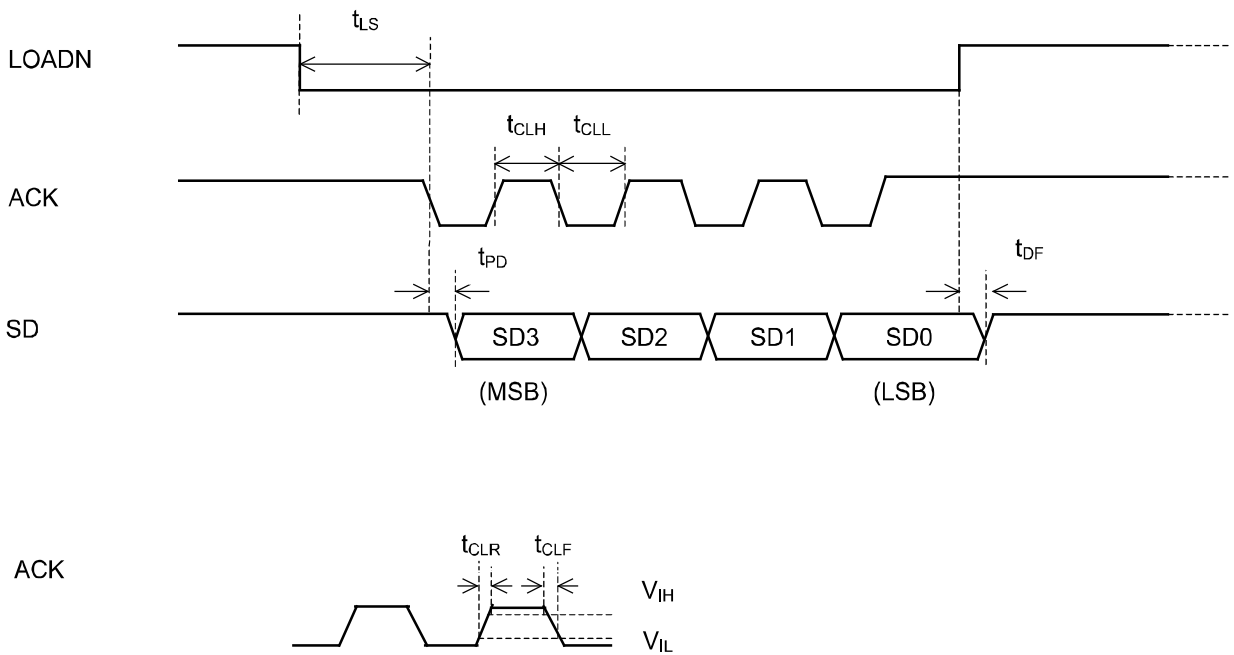 tLS
LOADN
tCLH tCLL
ACK
tPD tDF
SD
SD3 SD2 SD1 SD0
(MSB) (LSB)
tCLR tCLF
ACK
VIH
VIL